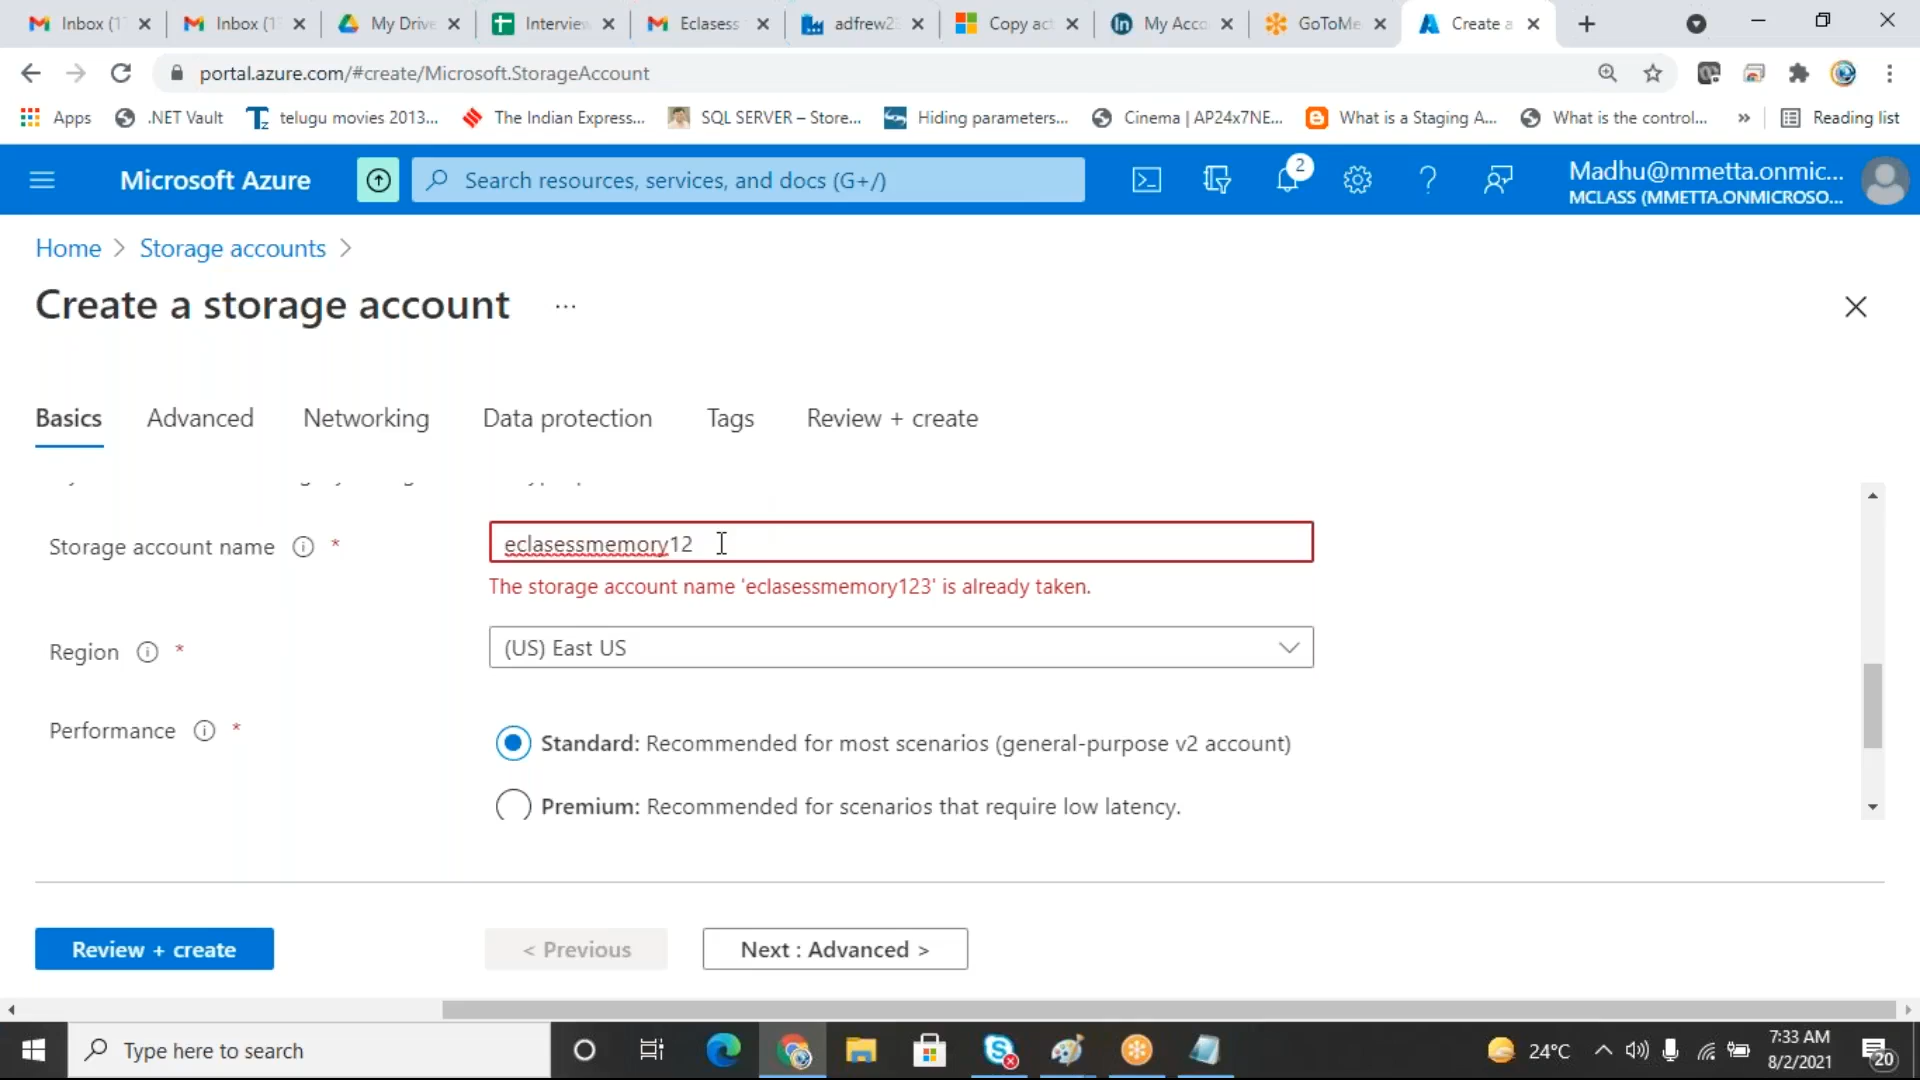 Inbox (1
Inbox (1
My Drive
Interview
Eclasess
adfrew2
Copy act
My Acco
GoToMe
Create a
portal.azure.com/#create/Microsoft.StorageAccount
Apps
.NET Vault
telugu movies 2013...
The Indian Express...
SQL SERVER – Store...
Hiding parameters...
Cinema | AP24x7NE...
What is a Staging A...
What is the control...
»
Reading list
Microsoft Azure
Search resources, services, and docs (G+/)
2
Madhu@mmetta.onmic...
MCLASS (MMETTA.ONMICROSO...
Home > Storage accounts >
Create a storage account ...
Basics
Advanced
Networking
Data protection
Tags
Review + create
Storage account name *
eclasessmemory12
The storage account name 'eclasessmemory123' is already taken.
Region *
(US) East US
Performance *
Standard: Recommended for most scenarios (general-purpose v2 account)
Premium: Recommended for scenarios that require low latency.
Review + create
< Previous
Next : Advanced >
Type here to search
24°C
7:33 AM
8/2/2021
20